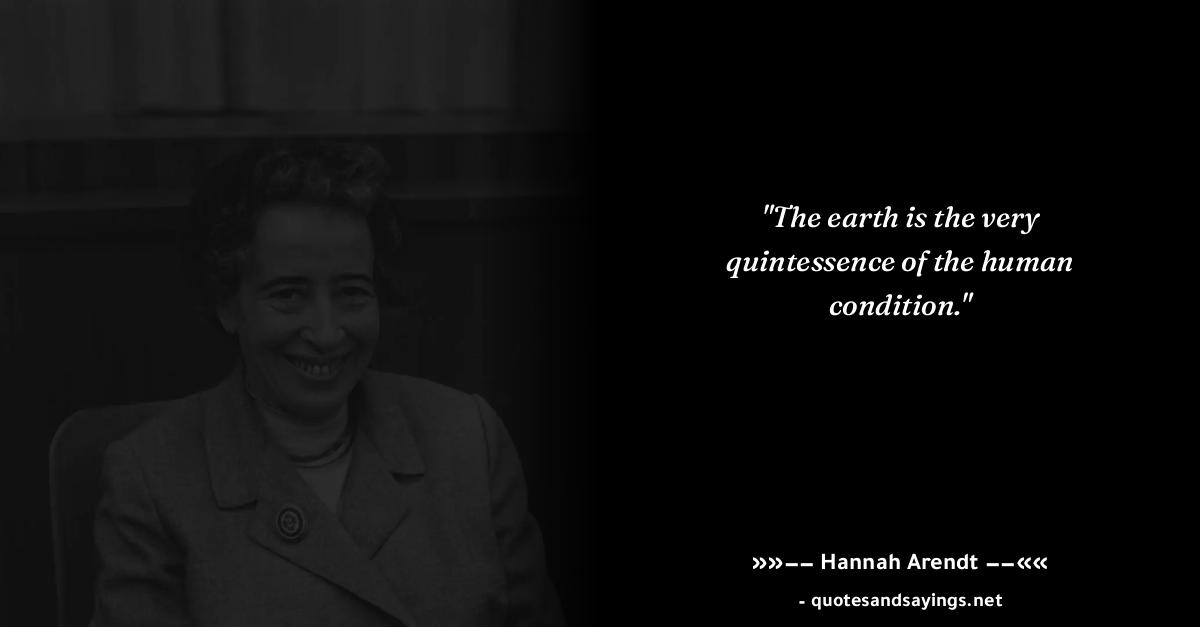 "The earth is the very
quintessence of the human
condition."
»»−− Hannah Arendt −−««
- quotesandsayings.net